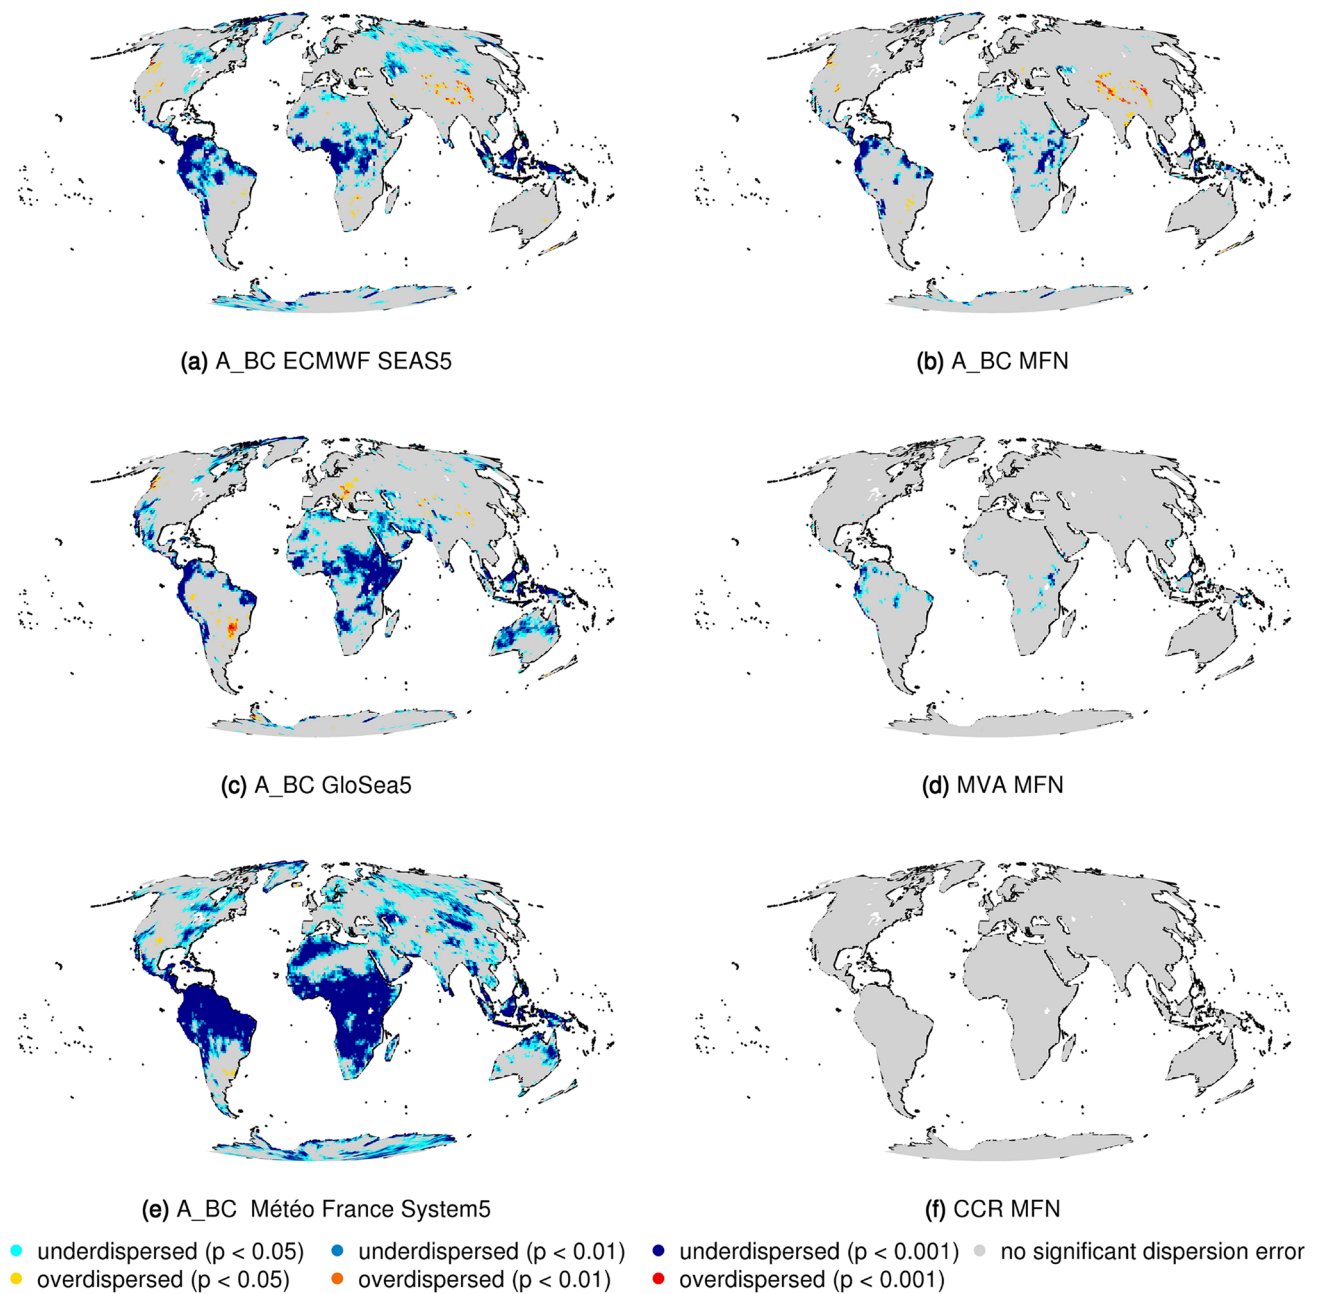 (a) A_BC ECMWF SEAS5
(b) A_BC MFN
(c) A_BC GloSea5
(d) MVA MFN
(e) A_BC  Météo France System5
(f) CCR MFN
underdispersed (p < 0.05)
underdispersed (p < 0.01)
underdispersed (p < 0.001)
no significant dispersion error
overdispersed (p < 0.05)
overdispersed (p < 0.01)
overdispersed (p < 0.001)